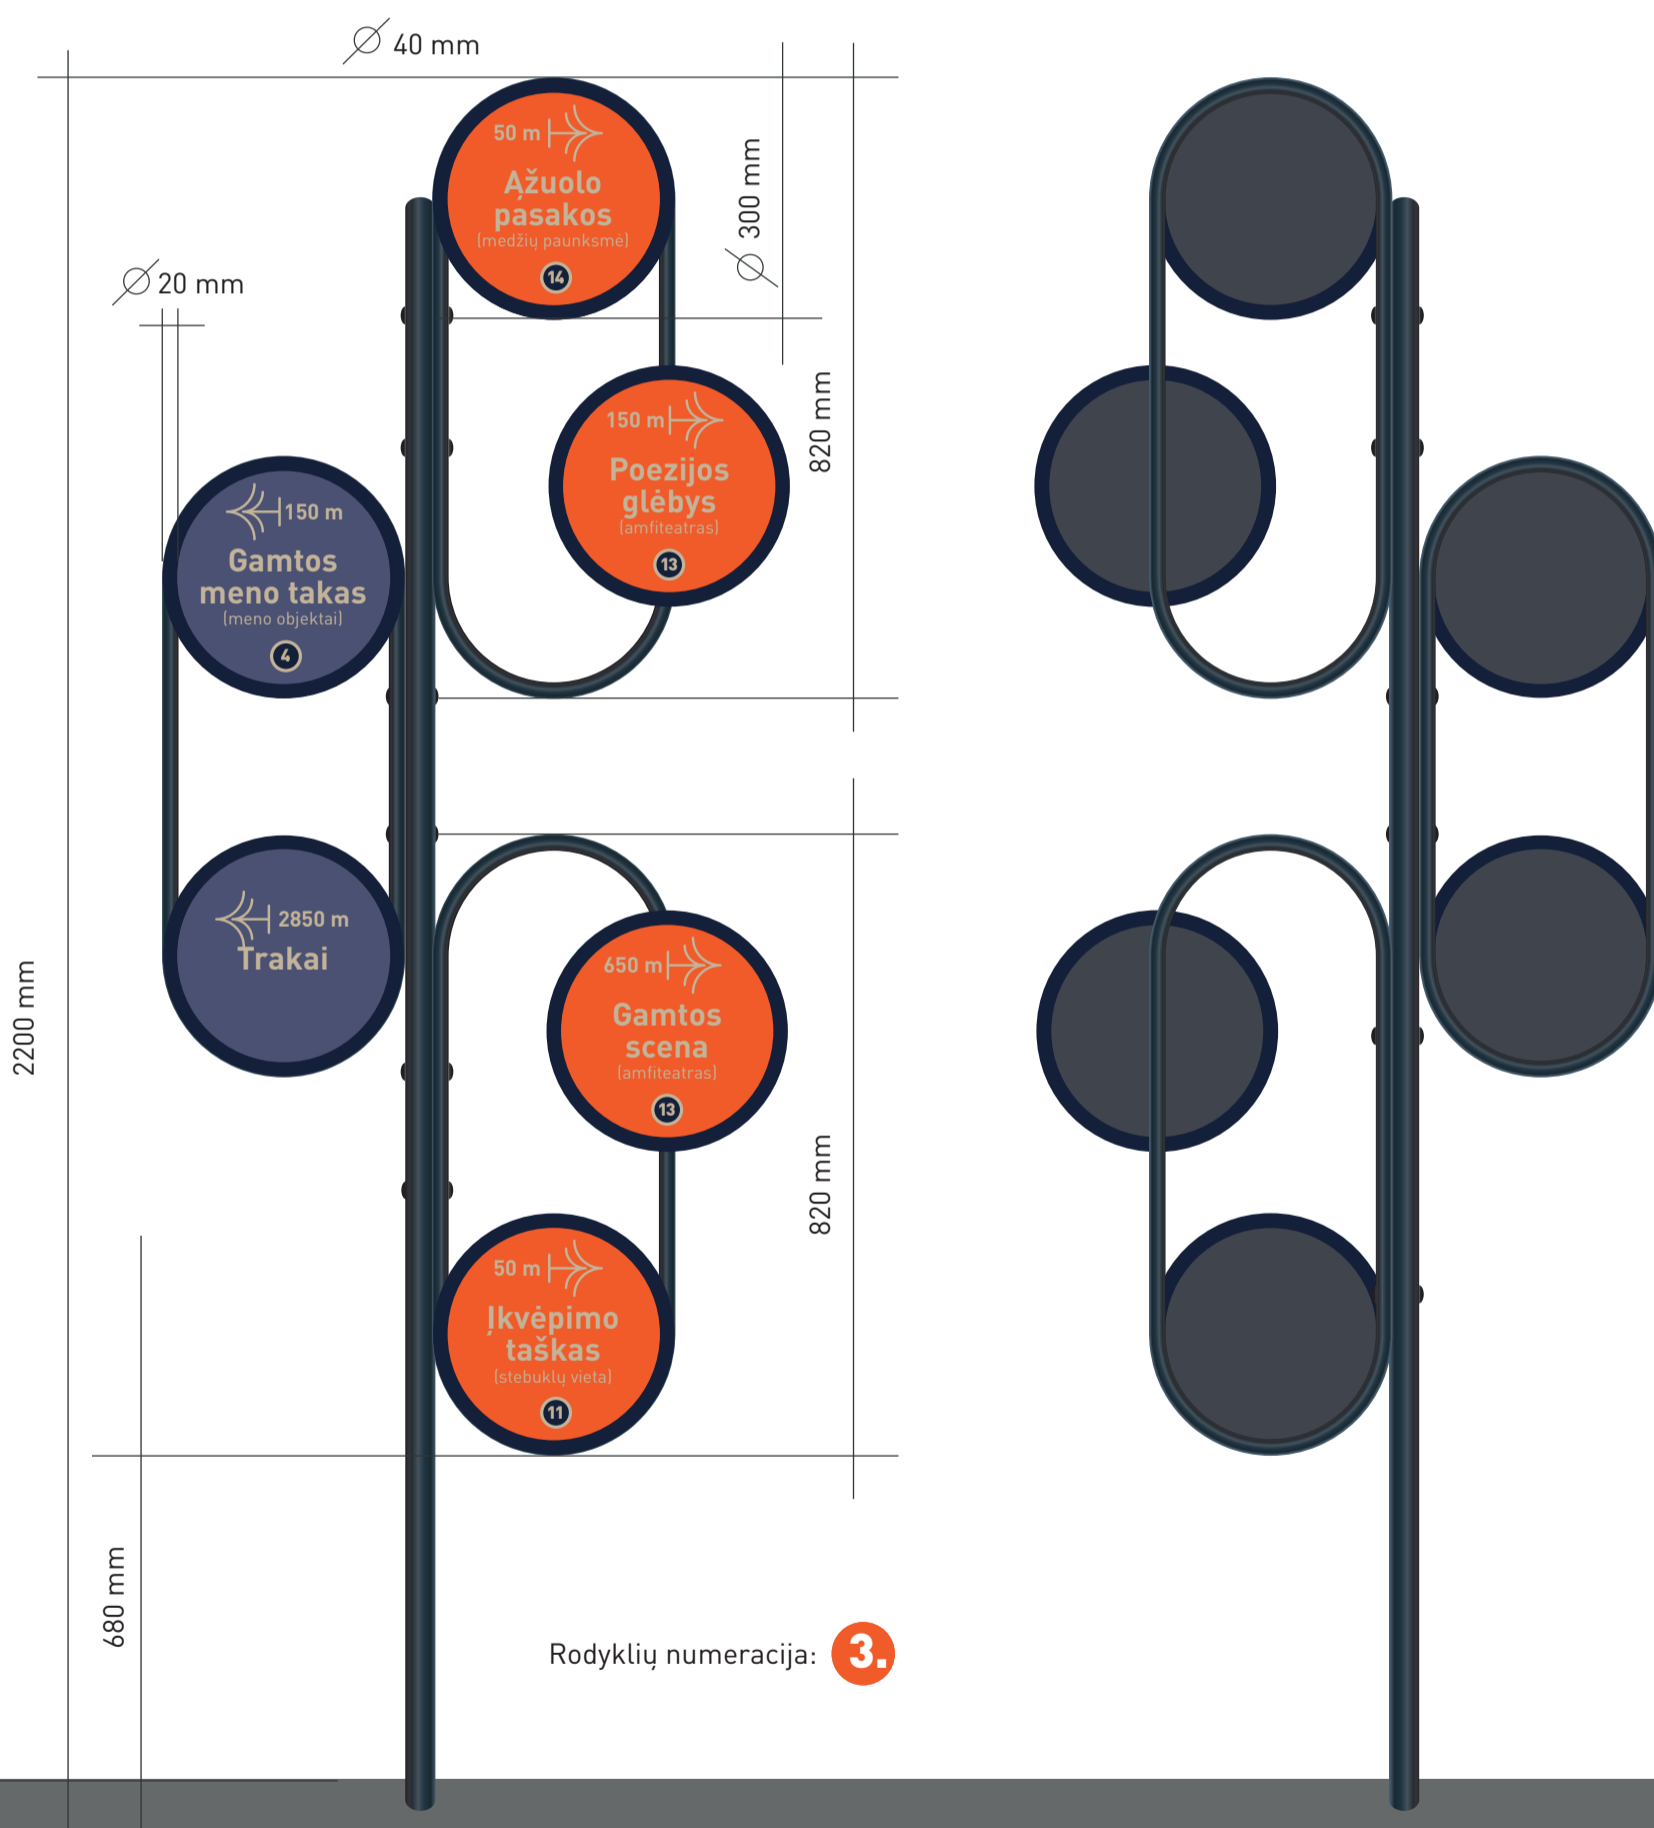 40 mm
50 m
Ąžuolo
pasakos
(medžių paunksmė)
14
300 mm
20 mm
150 m
Poezijos
glėbys
(amfiteatras)
13
820 mm
150 m
Gamtos
meno takas
(meno objektai)
4
2850 m
Trakai
650 m
Gamtos
scena
(amfiteatras)
13
2200 mm
820 mm
50 m
Įkvėpimo
taškas
(stebuklų vieta)
11
680 mm
Rodyklių numeracija: 3.